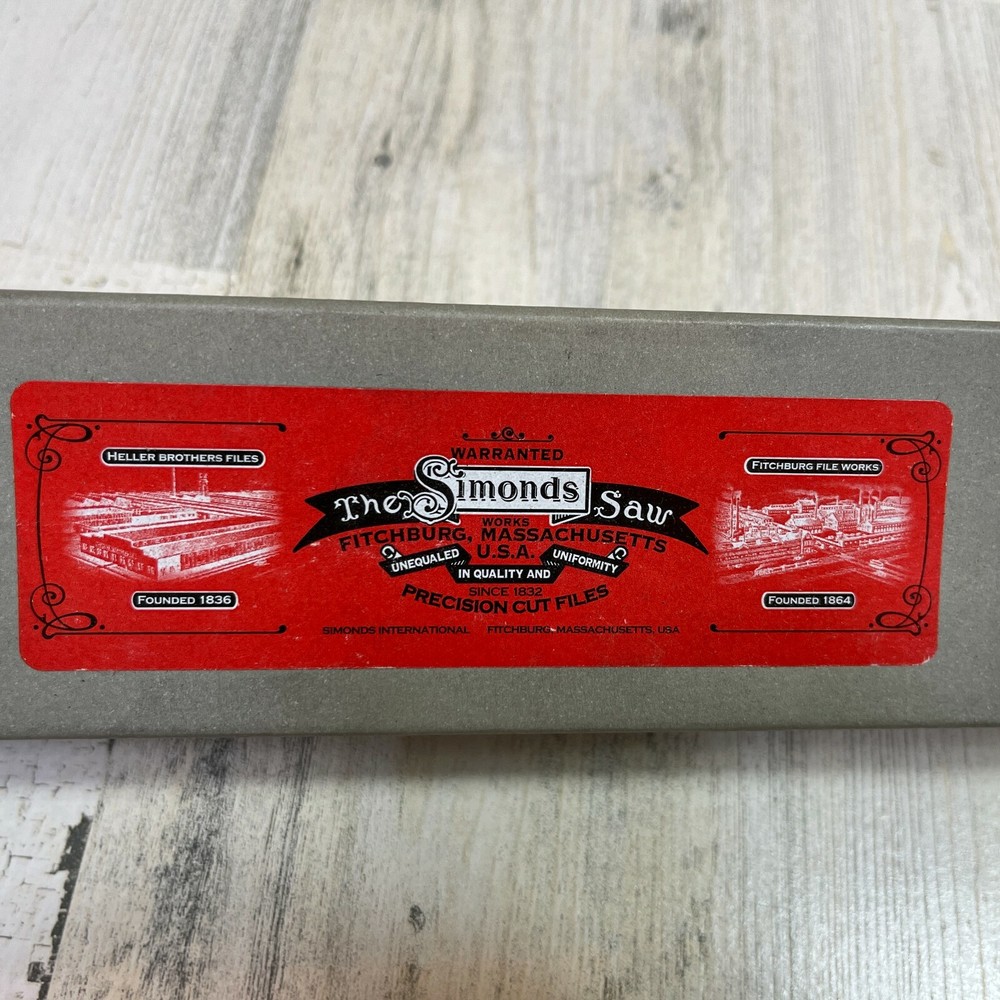 HELLER BROTHERS FILES
FOUNDED 1836
WARRANTED
The Simonds Saw
WORKS
FITCHBURG, MASSACHUSETTS
U.S.A.
UNEQUALED
IN QUALITY AND
UNIFORMITY
SINCE 1832
PRECISION CUT FILES
SIMONDS INTERNATIONAL FITCHBURG, MASSACHUSETTS, USA
FITCHBURG FILE WORKS
FOUNDED 1864